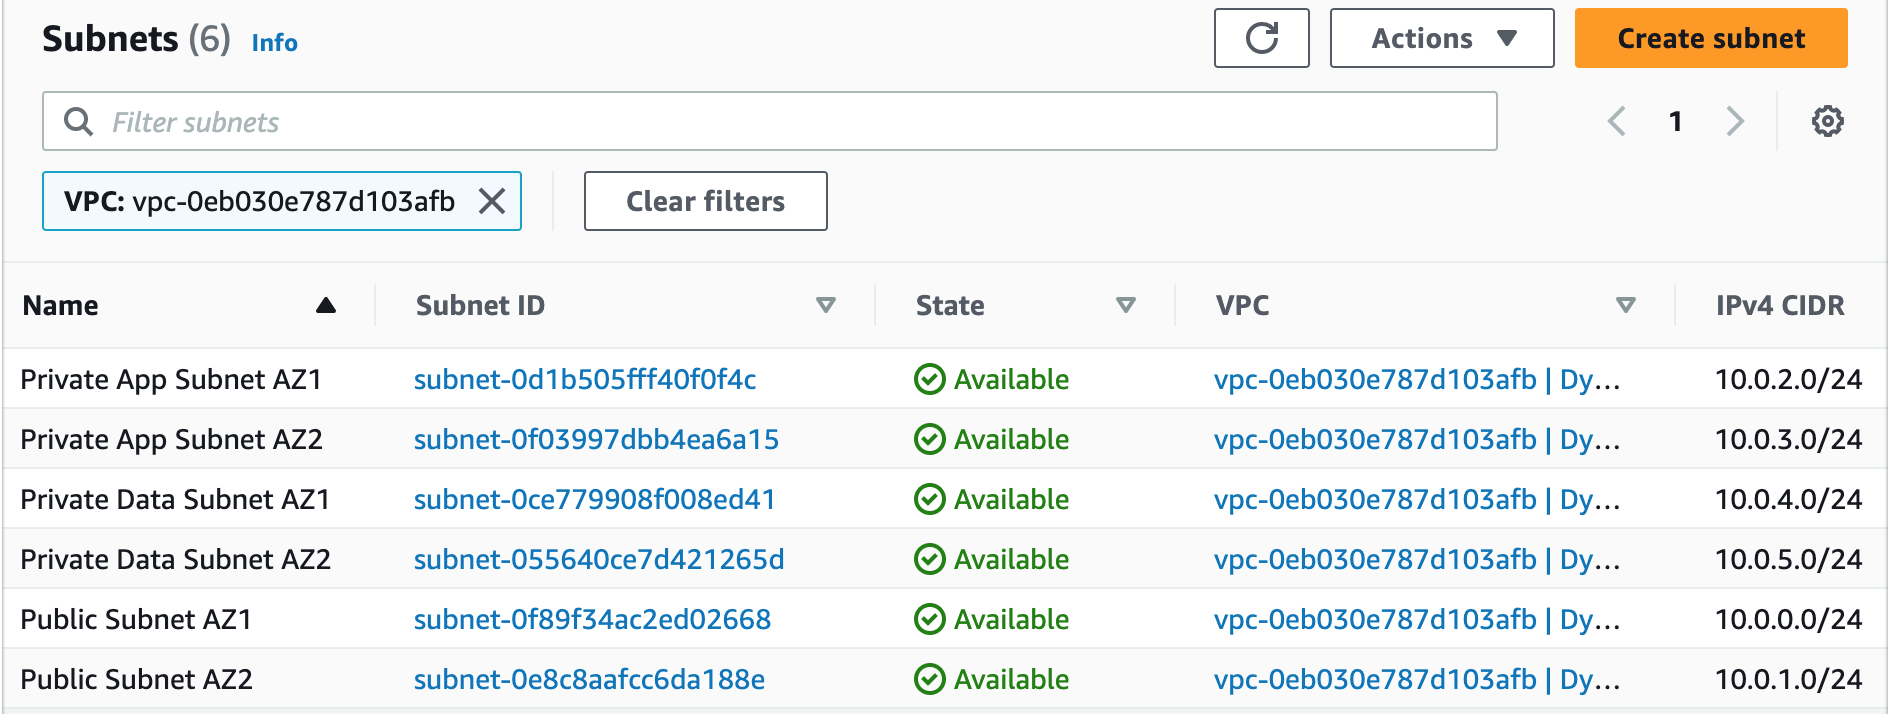 Subnets (6) Info Actions Create subnet
Filter subnets 1
VPC: vpc-0eb030e787d103afb Clear filters
Name Subnet ID State VPC IPv4 CIDR
Private App Subnet AZ1 subnet-0d1b505fff40f0f4c Available vpc-0eb030e787d103afb | Dy... 10.0.2.0/24
Private App Subnet AZ2 subnet-0f03997dbb4ea6a15 Available vpc-0eb030e787d103afb | Dy... 10.0.3.0/24
Private Data Subnet AZ1 subnet-0ce779908f008ed41 Available vpc-0eb030e787d103afb | Dy... 10.0.4.0/24
Private Data Subnet AZ2 subnet-055640ce7d421265d Available vpc-0eb030e787d103afb | Dy... 10.0.5.0/24
Public Subnet AZ1 subnet-0f89f34ac2ed02668 Available vpc-0eb030e787d103afb | Dy... 10.0.0.0/24
Public Subnet AZ2 subnet-0e8c8aafcc6da188e Available vpc-0eb030e787d103afb | Dy... 10.0.1.0/24